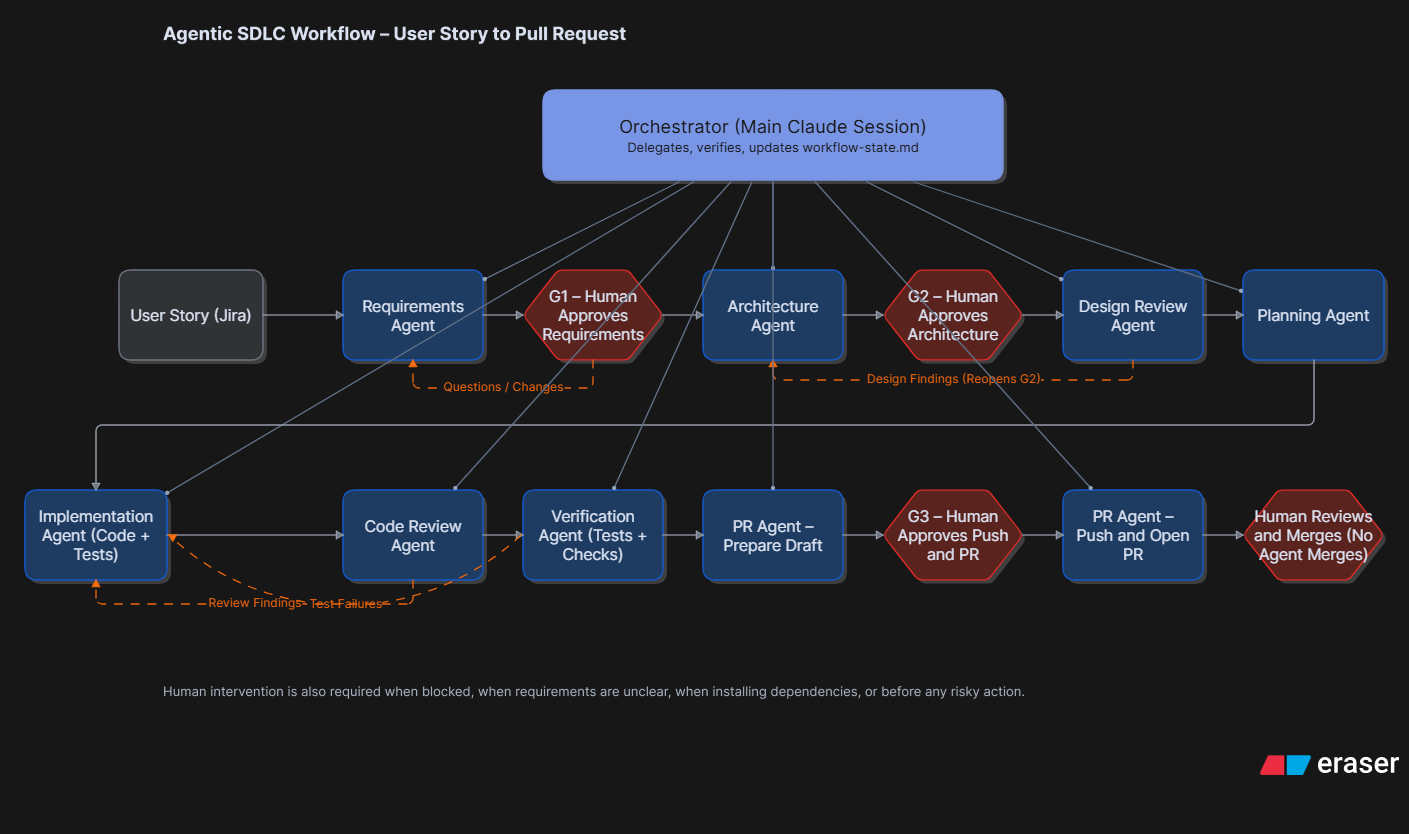 Agentic SDLC Workflow – User Story to Pull Request
Orchestrator (Main Claude Session)
Delegates, verifies, updates workflow-state.md
User Story (Jira)
Requirements
Agent
G1 – Human
Approves
Requirements
Architecture
Agent
G2 – Human
Approves
Architecture
Design Review
Agent
Planning Agent
Questions / Changes
Design Findings (Reopens G2)
Implementation
Agent (Code +
Tests)
Code Review
Agent
Verification
Agent (Tests +
Checks)
PR Agent –
Prepare Draft
G3 – Human
Approves Push
and PR
PR Agent –
Push and Open
PR
Human Reviews
and Merges (No
Agent Merges)
Review Findings
Test Failures
Human intervention is also required when blocked, when requirements are unclear, when installing dependencies, or before any risky action.
eraser